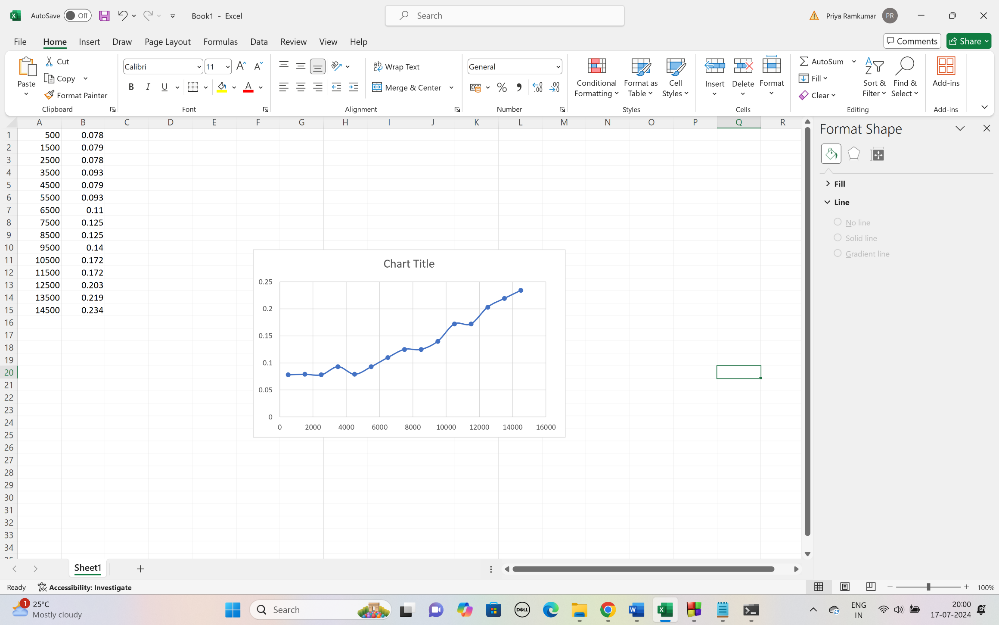 AutoSave Off Book1 - Excel Search Priya Ramkumar PR
File Home Insert Draw Page Layout Formulas Data Review View Help Comments Share
Paste Cut Copy Format Painter
Clipboard
Calibri 11
B I U A
Font
ab Wrap Text
Merge & Center
Alignment
General
% .00 .00
Number
Conditional Formatting Format as Table Cell Styles
Styles
Insert Delete Format
Cells
AutoSum
Fill
Clear
Sort & Filter Find & Select
Editing
Add-ins
Add-ins
A B C D E F G H I J K L M N O P Q R
1 500 0.078
2 1500 0.079
3 2500 0.078
4 3500 0.093
5 4500 0.079
6 5500 0.093
7 6500 0.11
8 7500 0.125
9 8500 0.125
10 9500 0.14
11 10500 0.172
12 11500 0.172
13 12500 0.203
14 13500 0.219
15 14500 0.234
16
17
18
19
20
21
22
23
24
25
26
27
28
29
30
31
32
33
34
Chart Title
0.25
0.2
0.15
0.1
0.05
0
0 2000 4000 6000 8000 10000 12000 14000 16000
Format Shape
Fill
Line
No line
Solid line
Gradient line
Sheet1
Ready Accessibility: Investigate 100%
1 25°C
Mostly cloudy
Search
DELL
ENG
IN
20:00
17-07-2024